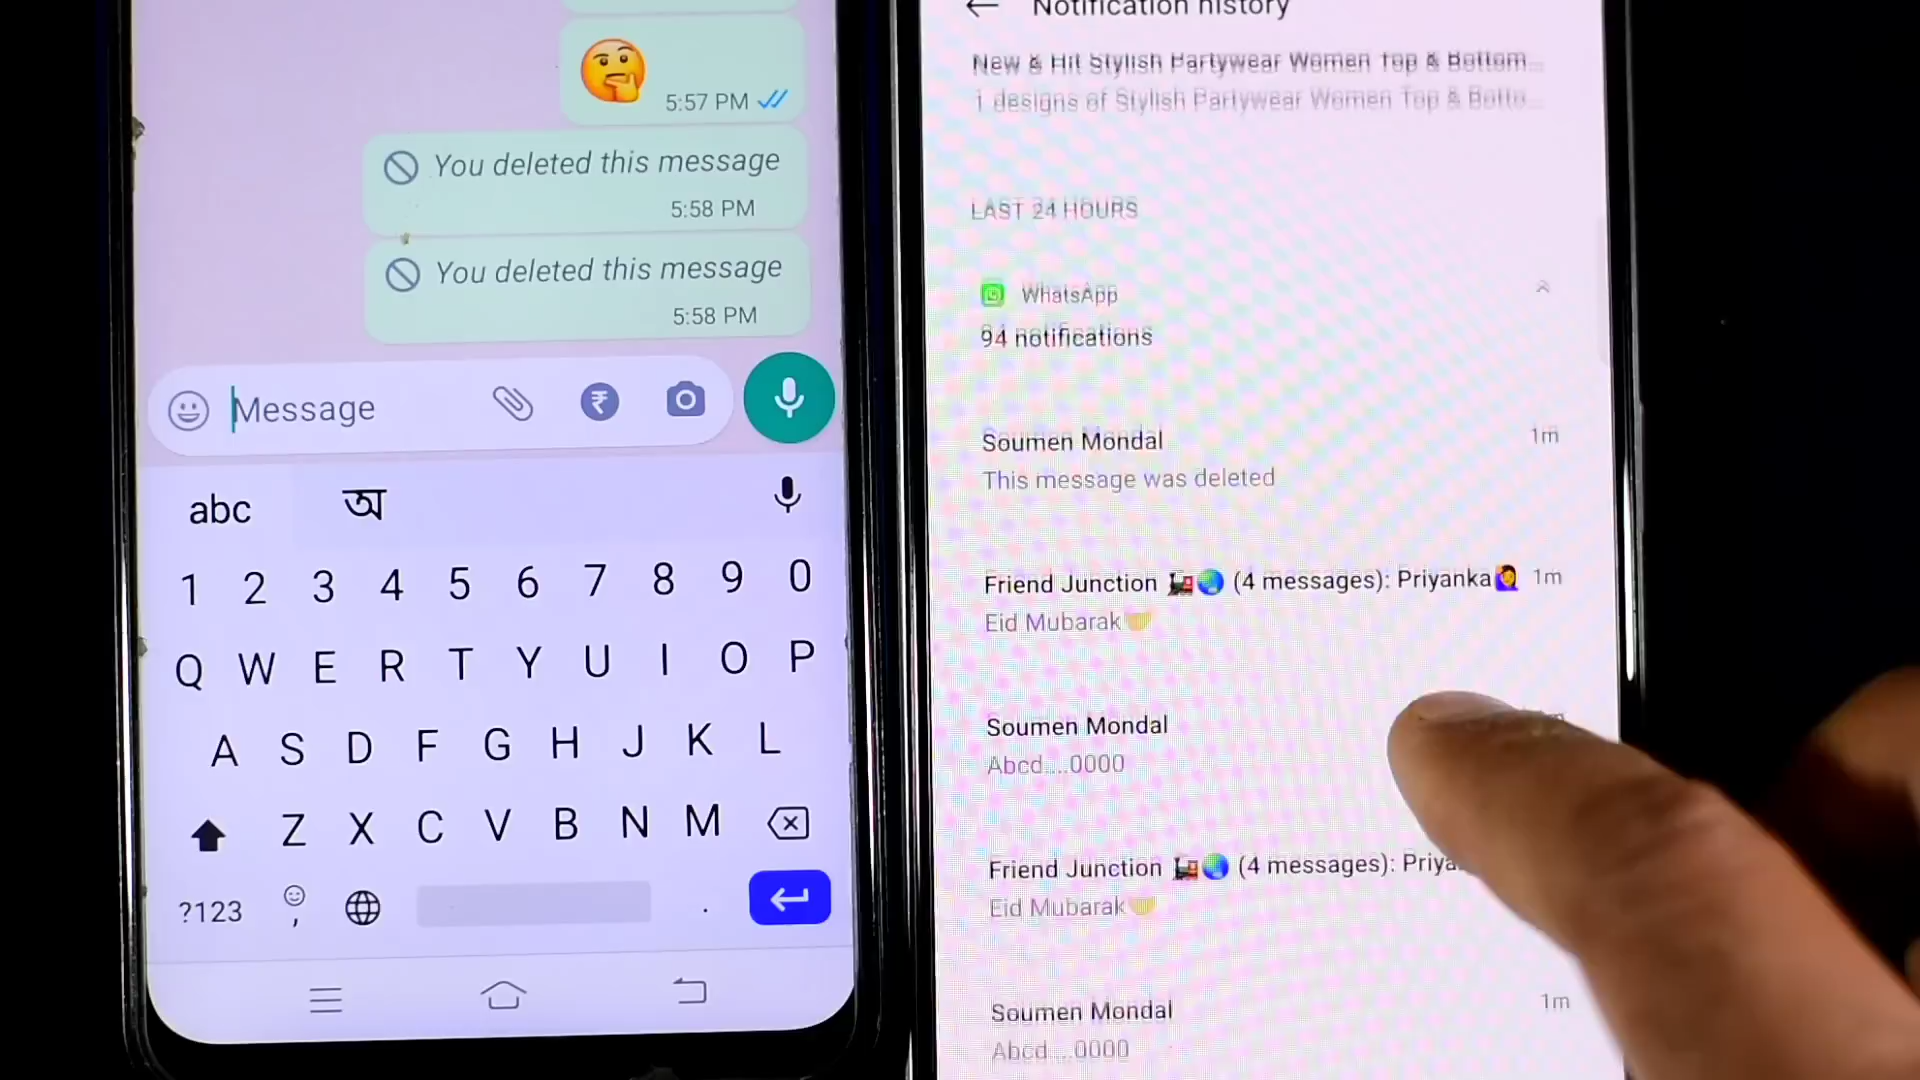 5:57 PM
You deleted this message
5:58 PM
You deleted this message
5:58 PM
Message
abc অ
1 2 3 4 5 6 7 8 9 0
Q W E R T Y U I O P
A S D F G H J K L
Z X C V B N M
?123 , .
Notification history
New & Hit Stylish Partywear Women Top & Bottom...
1 designs of Stylish Partywear Women Top & Botto...
LAST 24 HOURS
WhatsApp
94 notifications
Soumen Mondal 1m
This message was deleted
Friend Junction 🚂🌏 (4 messages): Priyanka🙋 1m
Eid Mubarak🤝
Soumen Mondal
Abcd....0000
Friend Junction 🚂🌏 (4 messages): Priya
Eid Mubarak🤝
Soumen Mondal 1m
Abcd....0000